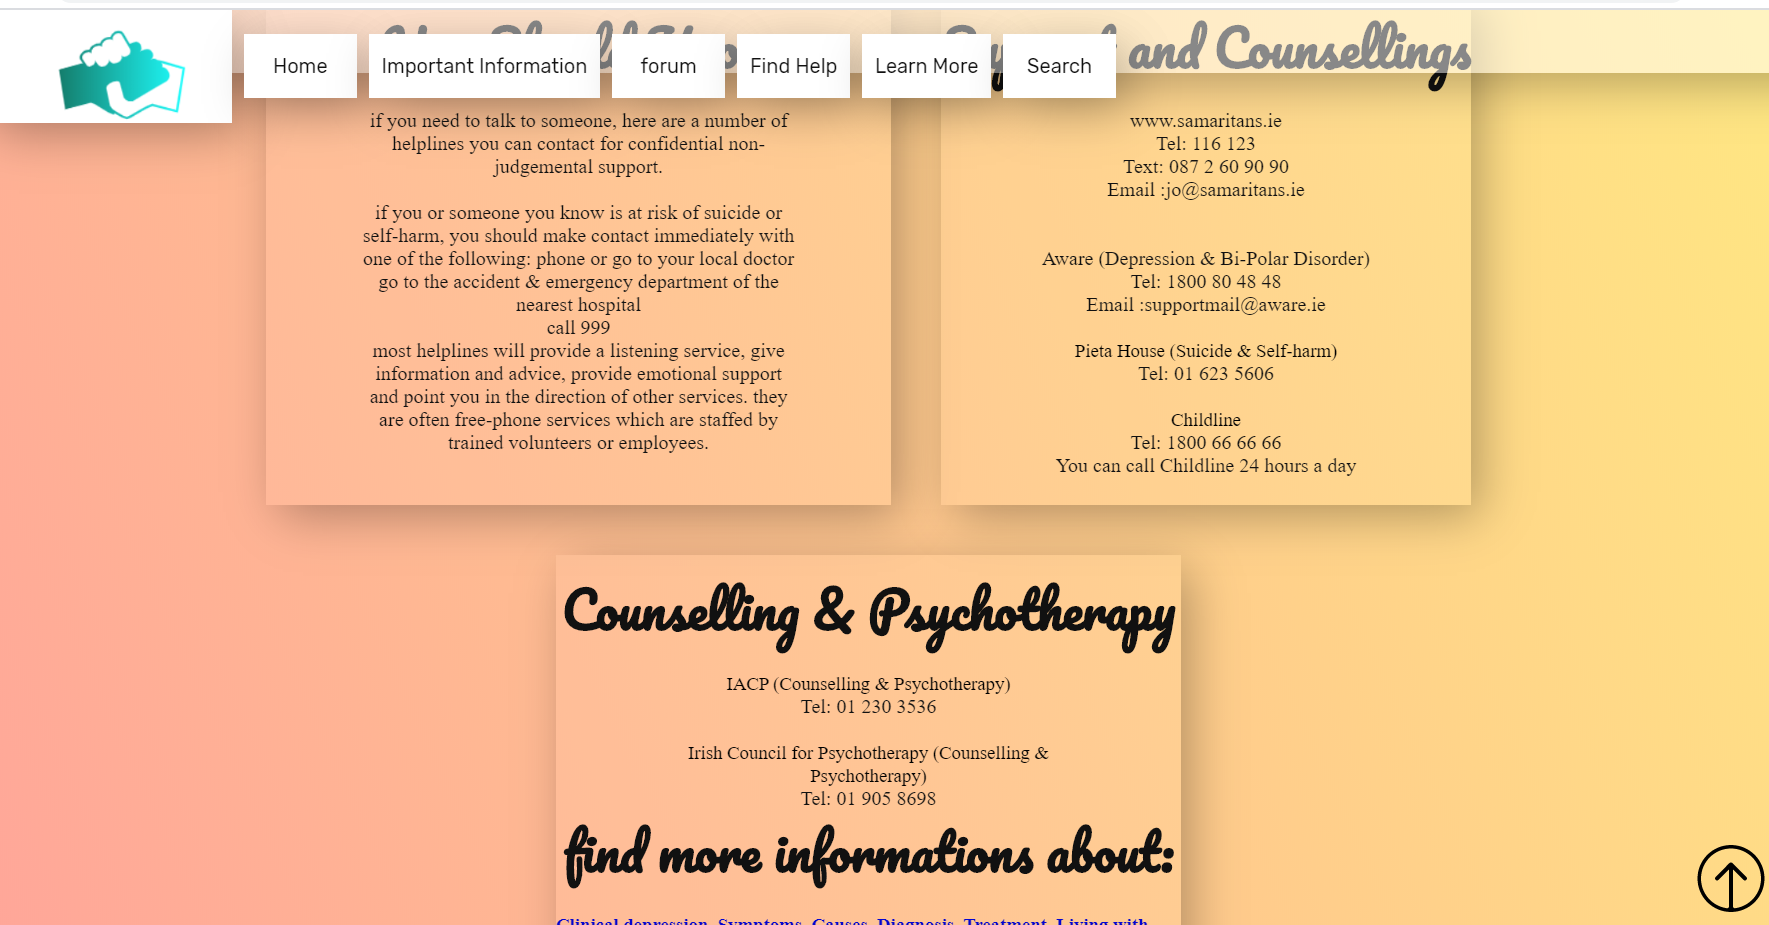 Home
Important Information
forum
Find Help
Learn More
Search
and Counsellings
if you need to talk to someone, here are a number of
helplines you can contact for confidential non-
judgemental support.
if you or someone you know is at risk of suicide or
self-harm, you should make contact immediately with
one of the following: phone or go to your local doctor
go to the accident & emergency department of the
nearest hospital
call 999
most helplines will provide a listening service, give
information and advice, provide emotional support
and point you in the direction of other services. they
are often free-phone services which are staffed by
trained volunteers or employees.
www.samaritans.ie
Tel: 116 123
Text: 087 2 60 90 90
Email :jo@samaritans.ie
Aware (Depression & Bi-Polar Disorder)
Tel: 1800 80 48 48
Email :supportmail@aware.ie
Pieta House (Suicide & Self-harm)
Tel: 01 623 5606
Childline
Tel: 1800 66 66 66
You can call Childline 24 hours a day
Counselling & Psychotherapy
IACP (Counselling & Psychotherapy)
Tel: 01 230 3536
Irish Council for Psychotherapy (Counselling &
Psychotherapy)
Tel: 01 905 8698
find more informations about:
Clinical depression, Symptoms, Causes, Diagnosis, Treatment, Living with